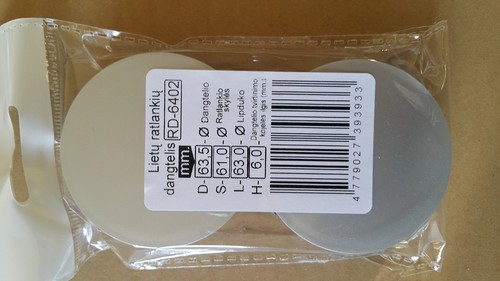 Lietų ratlankių
dangtelis RD-6402
mm.
D- 63,5 - Ø Dangtelio
S- 61,0 - Ø Ratlankio skylės
L- 63,0 - Ø Lipduko
H- 6,0 - Dangtelio tvirtinimo kojelės ilgis (mm.)
4 779027 393933